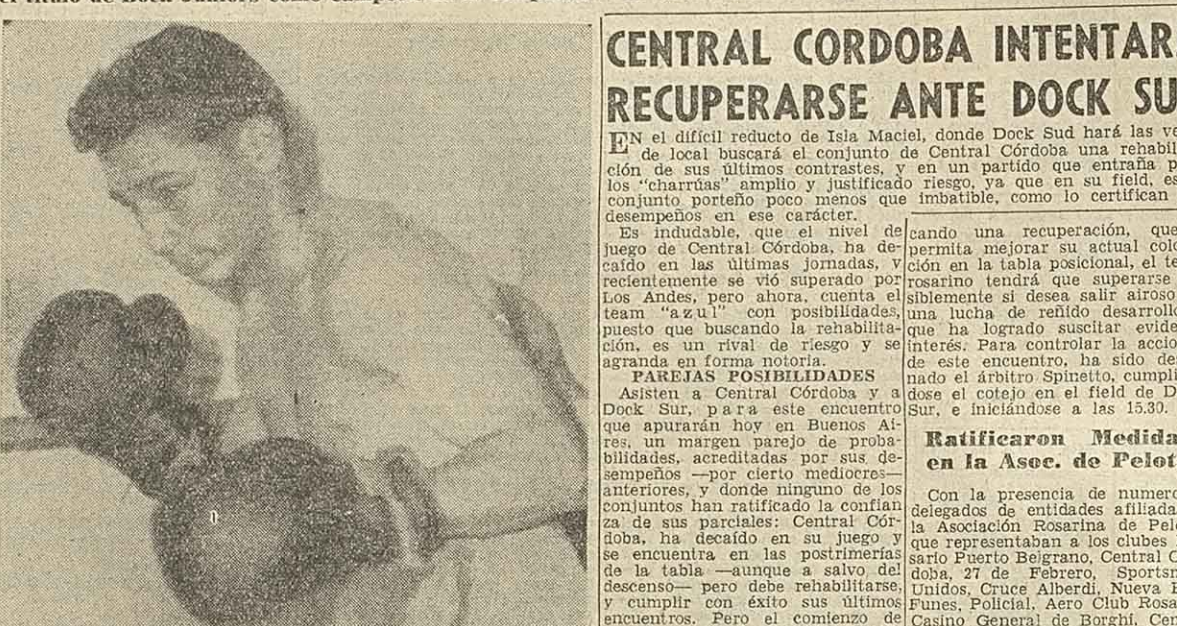 el título de Boca Juniors como
CENTRAL CORDOBA INTENTAR
RECUPERARSE ANTE DOCK SU
EN el difícil reducto de Isla Maciel, donde Dock Sud hará las ve
de local buscará el conjunto de Central Córdoba una rehabil
ción de sus últimos contrastes, y en un partido que entraña p
los "charrúas" amplio y justificado riesgo, ya que en su field, es
conjunto porteño poco menos que imbatible, como lo certifican
desempeños en ese carácter.
Es indudable, que el nivel de
juego de Central Córdoba, ha de-
caído en las últimas jornadas, y
recientemente se vió superado por
Los Andes, pero ahora, cuenta el
team "azul" con posibilidades,
puesto que buscando la rehabilita-
ción, es un rival de riesgo y se
agranda en forma notoria.
PAREJAS POSIBILIDADES
Asisten a Central Córdoba y a
Dock Sur, para este encuentro
que apurarán hoy en Buenos Ai-
res, un margen parejo de proba-
bilidades, acreditadas por sus de-
sempeños —por cierto mediocres—
anteriores, y donde ninguno de los
conjuntos han ratificado la confian
za de sus parciales: Central Cór-
doba, ha decaído en su juego y
se encuentra en las postrimerías
de la tabla —aunque a salvo del
descenso— pero debe rehabilitarse,
y cumplir con éxito sus últimos
encuentros. Pero el comienzo de
cando una recuperación, que
permita mejorar su actual colo
ción en la tabla posicional, el te
rosarino tendrá que superarse
siblemente si desea salir airoso
una lucha de reñido desarrollo
que ha logrado suscitar evide
interés. Para controlar la accio
de este encuentro, ha sido de
nado el árbitro Spinetto, cumpli
dose el cotejo en el field de D
Sur, e iniciándose a las 15.30.
Ratificaron Medida
en la Asoc. de Pelot
Con la presencia de numero
delegados de entidades afiliada
la Asociación Rosarina de Pel
que representaban a los clubes
sario Puerto Belgrano, Central C
doba, 27 de Febrero, Sportsm
Unidos, Cruce Alberdi, Nueva E
Funes, Policial, Aero Club Rosa
Casino General de Borghi, Cen